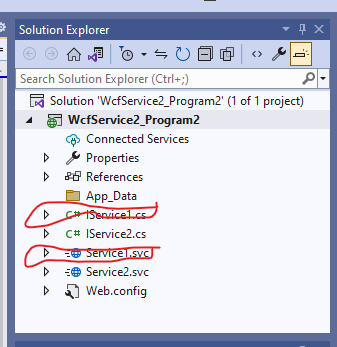 Solution Explorer
Search Solution Explorer (Ctrl+;)
Solution 'WcfService2_Program2' (1 of 1 project)
WcfService2_Program2
Connected Services
Properties
References
App_Data
C# IService1.cs
C# IService2.cs
Service1.svc
Service2.svc
Web.config